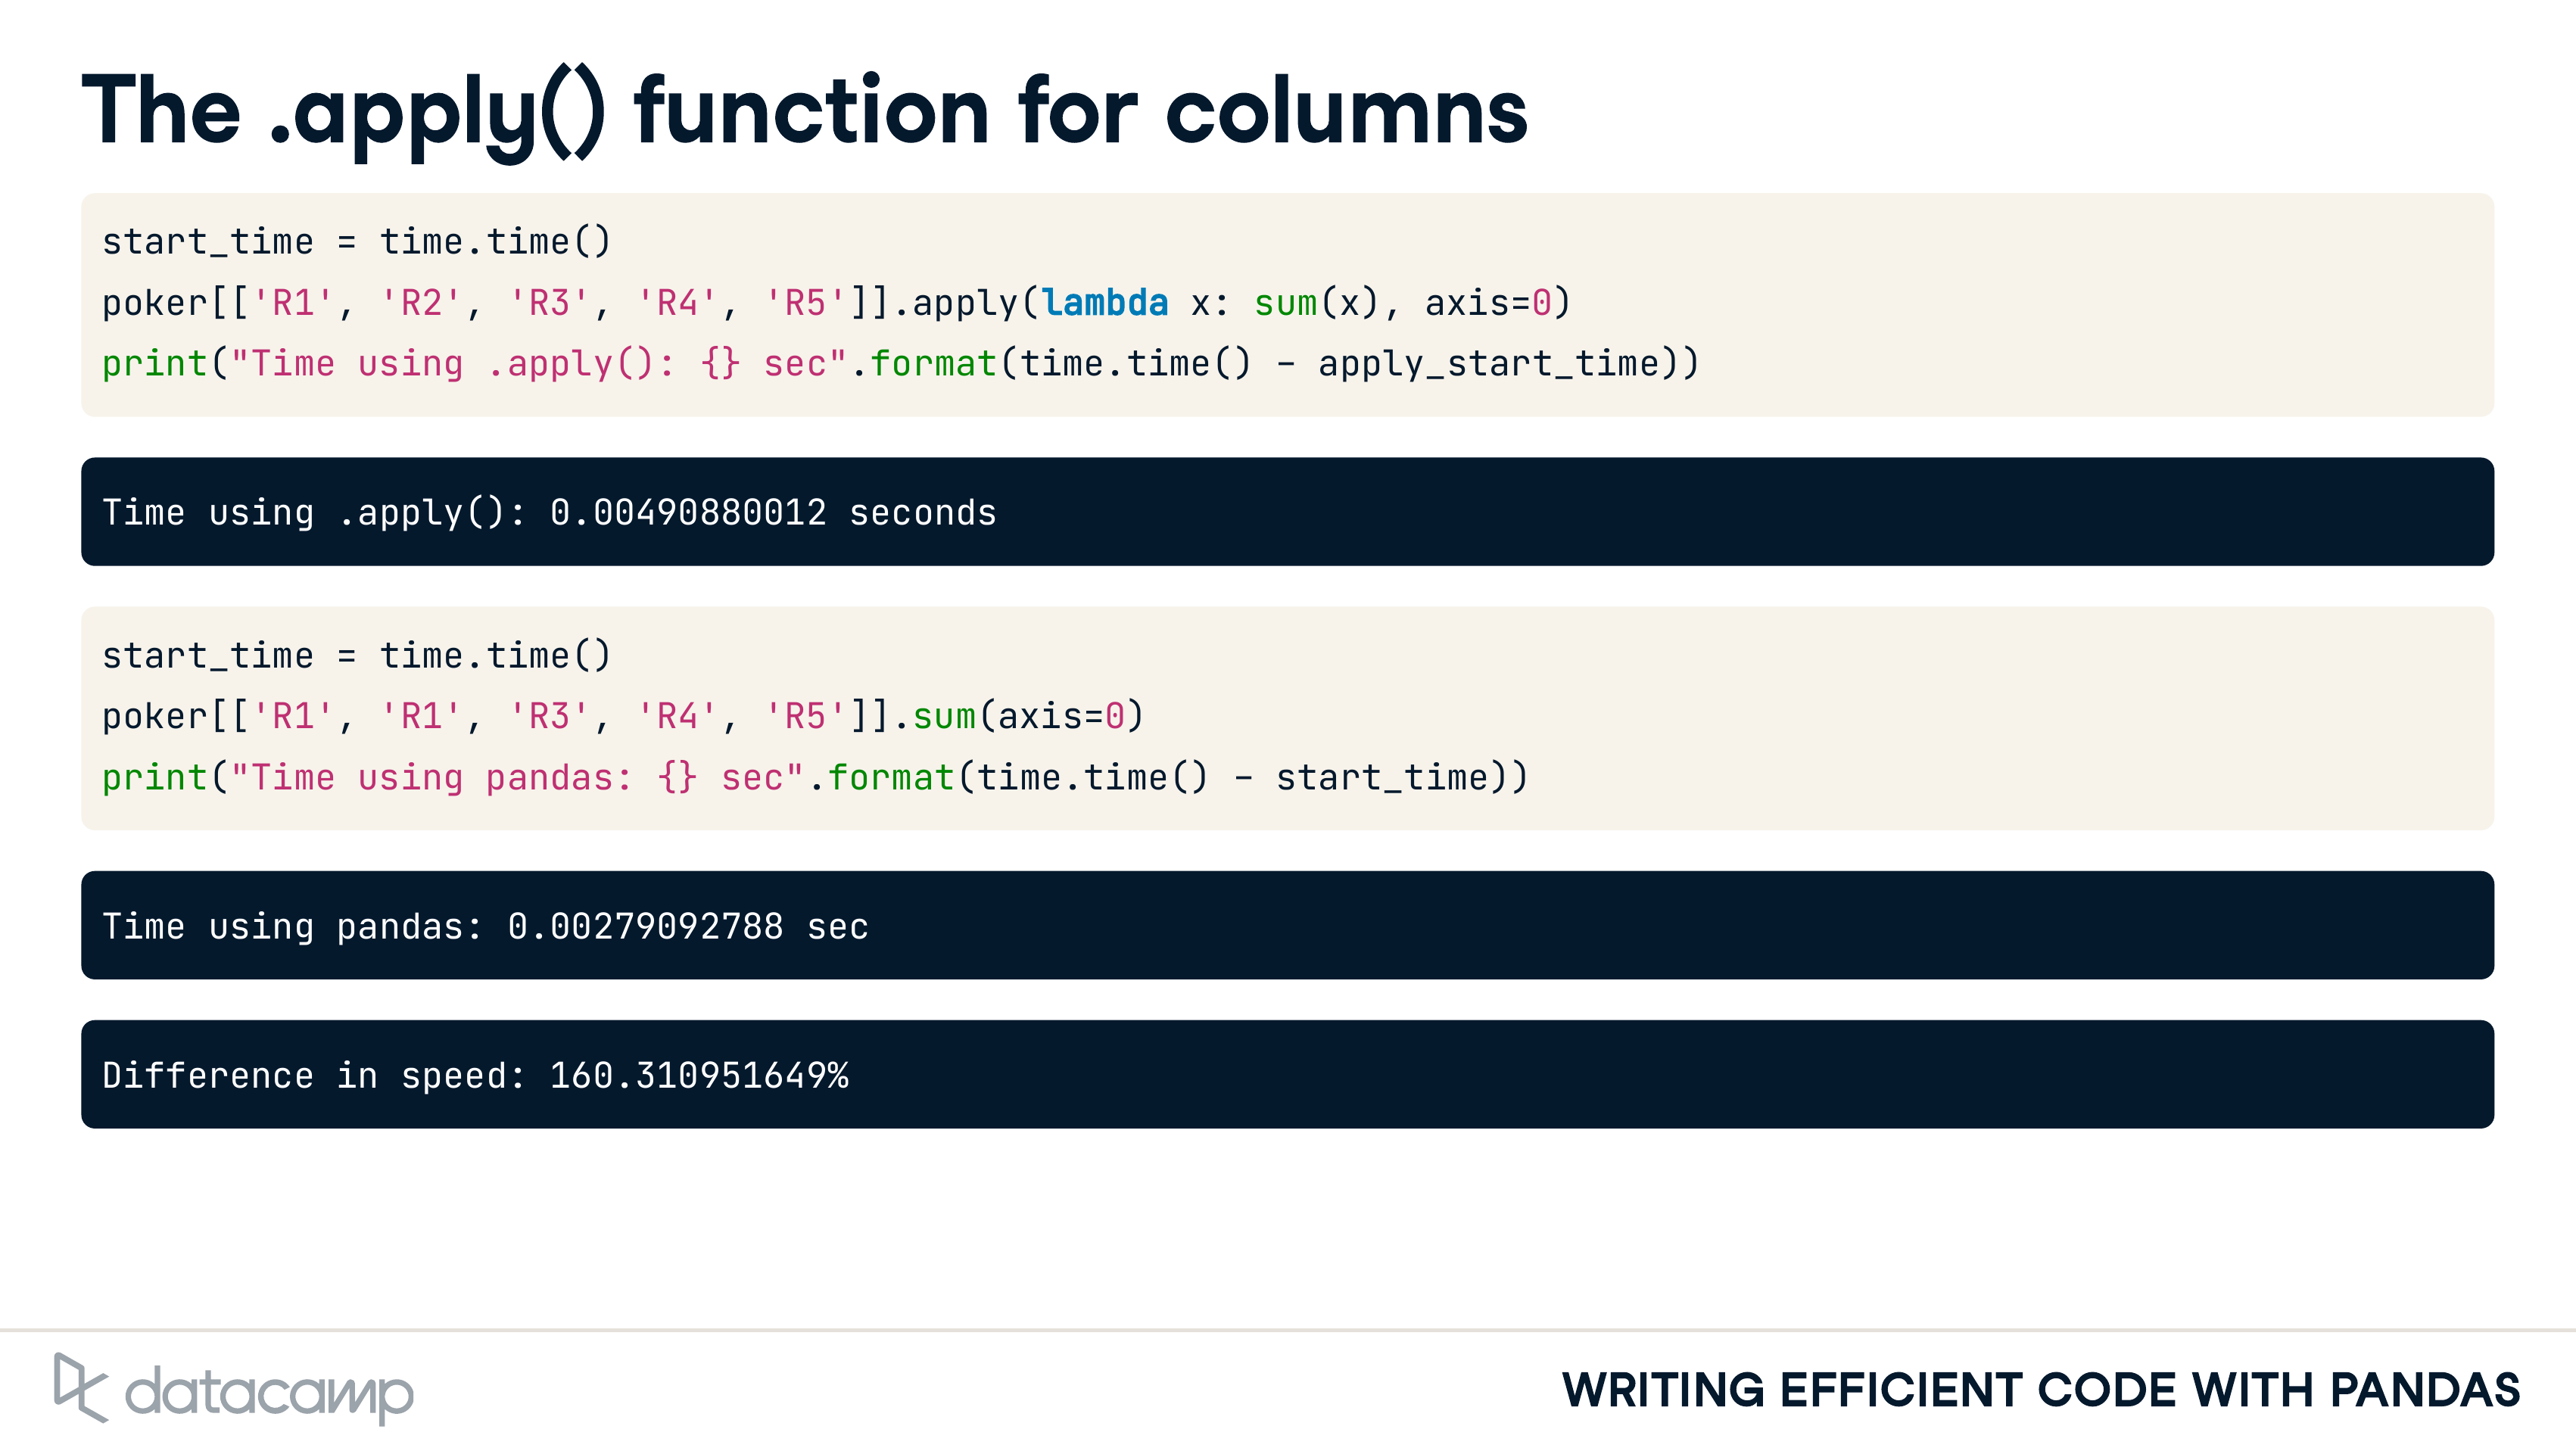 The .apply() function for columns
start_time = time.time()
poker[['R1', 'R2', 'R3', 'R4', 'R5']].apply(lambda x: sum(x), axis=0)
print("Time using .apply(): {} sec".format(time.time() - apply_start_time))
Time using .apply(): 0.00490880012 seconds
start_time = time.time()
poker[['R1', 'R1', 'R3', 'R4', 'R5']].sum(axis=0)
print("Time using pandas: {} sec".format(time.time() - start_time))
Time using pandas: 0.00279092788 sec
Difference in speed: 160.310951649%
datacamp
WRITING EFFICIENT CODE WITH PANDAS